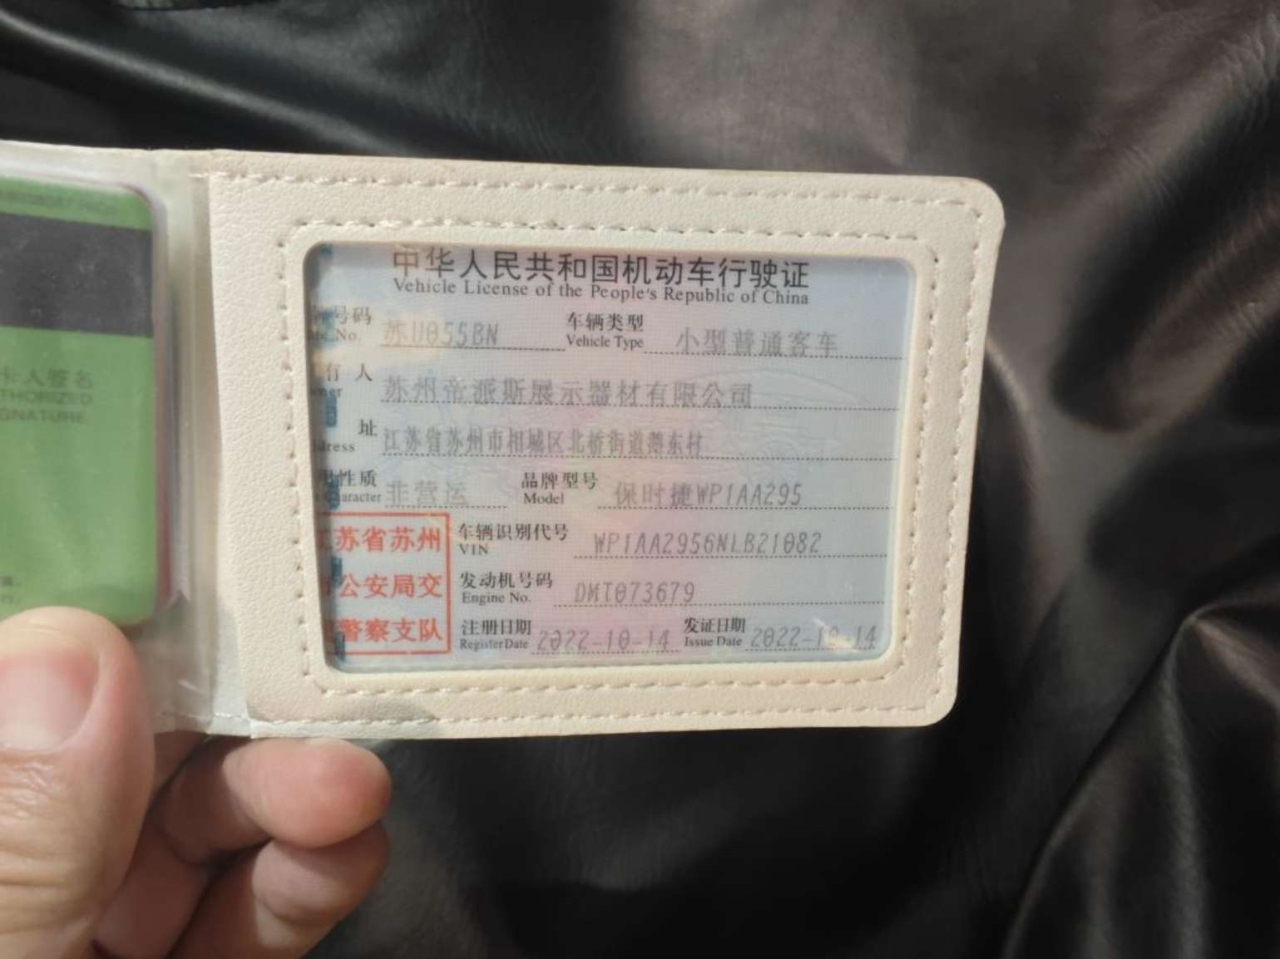 中华人民共和国机动车行驶证
Vehicle License of the People's Republic of China
号码 苏U055BN 车辆类型 小型普通客车
No. Vehicle Type
有 人 苏州帝派斯展示器材有限公司
址 江苏省苏州市相城区北桥街道漕东村
性质 非营运 品牌型号 保时捷WP1AA295
Character Model
苏省苏州 车辆识别代号 WP1AA2956NLB21082
VIN
公安局交 发动机号码 DMT073679
Engine No.
警察支队 注册日期 2022-10-14 发证日期 2022-10-14
Register Date Issue Date
卡人签名
THORIZED
GNATURE